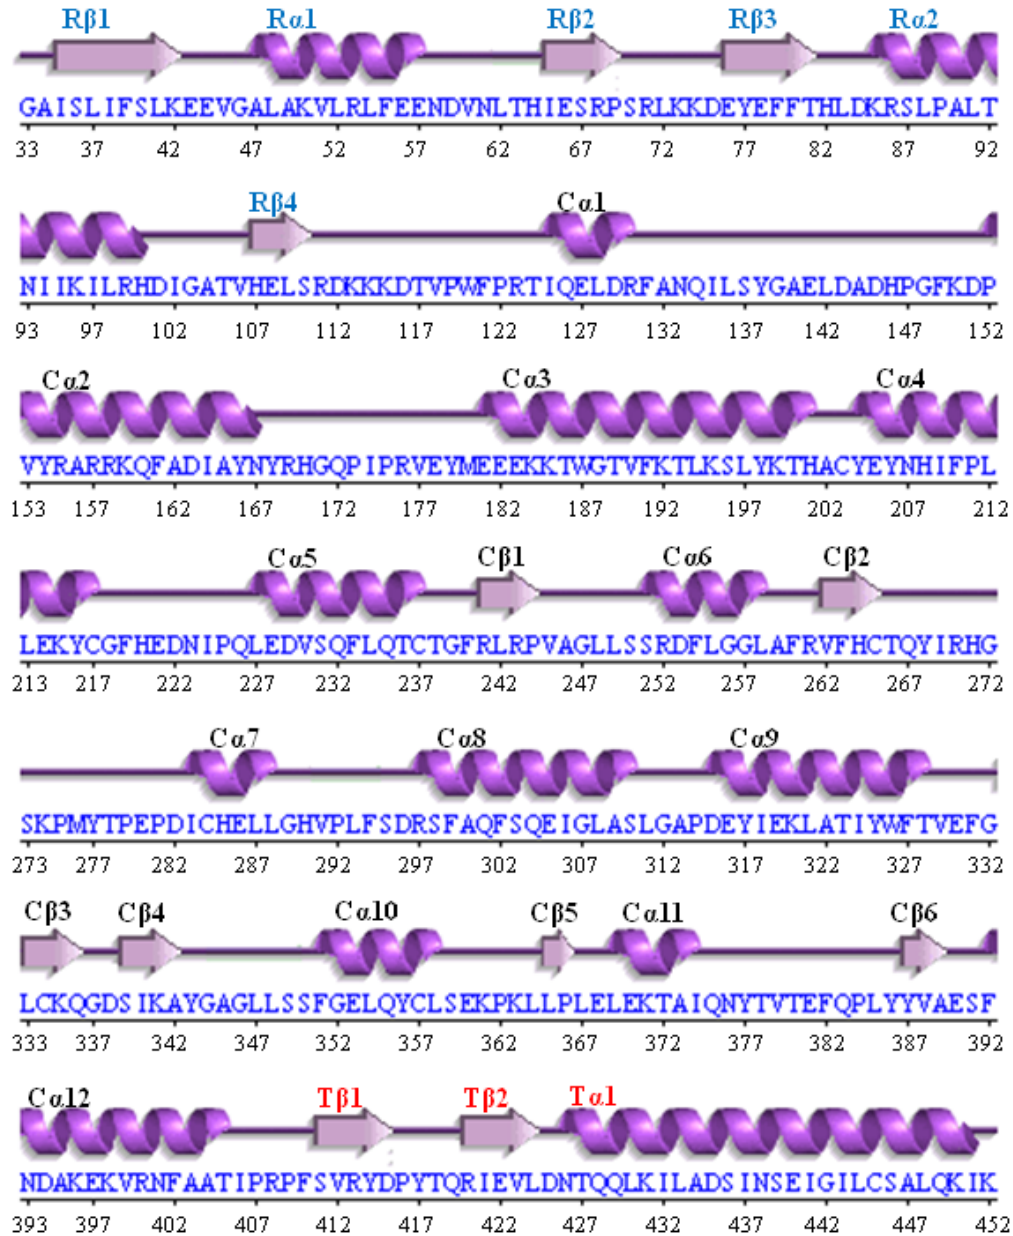 Rβ1 Rα1 Rβ2 Rβ3 Rα2
GAISLIFSLKEEVGALAKVLRLFEENDVNLTHIESRPSRLKKDEYEFFTHLDKRSLPALT
33 37 42 47 52 57 62 67 72 77 82 87 92
Rβ4 Cα1
NIIKILRHDIGATVHELSRDKKKDTVPWFPRTIQELDRFANQILSYGAELDADHPGFKDP
93 97 102 107 112 117 122 127 132 137 142 147 152
Cα2 Cα3 Cα4
VYRARRKQFADIAYNYRHGQPIPRVEYMEEEKKTWGTVFKTLKSLYKTHACYEYNHIFPL
153 157 162 167 172 177 182 187 192 197 202 207 212
Cα5 Cβ1 Cα6 Cβ2
LEKYCGFHEDNIPQLEDVSQFLQTCTGFRLRPVAGLLSSRDFLGGLAFRVFHCTQYIRHG
213 217 222 227 232 237 242 247 252 257 262 267 272
Cα7 Cα8 Cα9
SKPMYTPEPDICHELLGHVPLFSDRSFAQFSQEIGLASLGAPDEYIEKLATIYWFTVEFG
273 277 282 287 292 297 302 307 312 317 322 327 332
Cβ3 Cβ4 Cα10 Cβ5 Cα11 Cβ6
LCKQGDSIKAYGAGLLSSFGELQYCLSEKPKLLPLELEKTAIQNYTVTEFQPLYYVAESF
333 337 342 347 352 357 362 367 372 377 382 387 392
Cα12 Tβ1 Tβ2 Tα1
NDAKEKVRNFAATIPRPFSVRYDPYTQRIEVLDNTQQLKILADSINSEIGILCSALQKIK
393 397 402 407 412 417 422 427 432 437 442 447 452